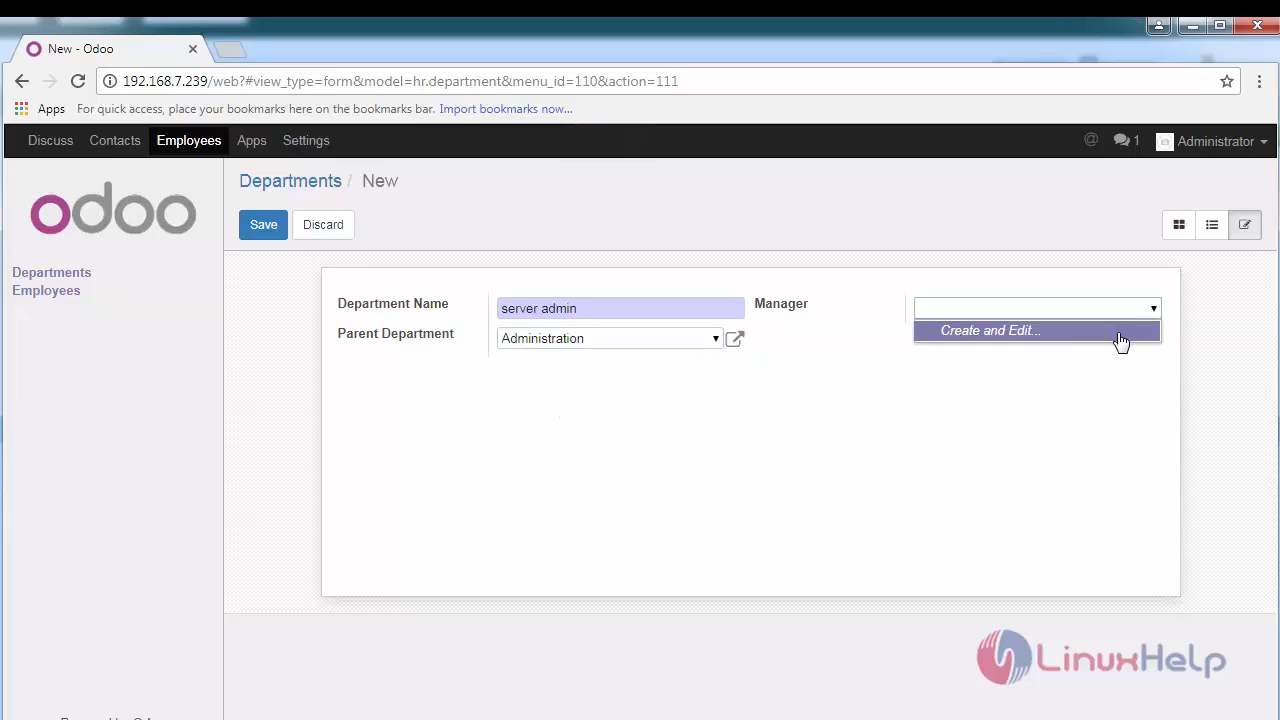 New - Odoo
192.168.7.239/web?#view_type=form&model=hr.department&menu_id=110&action=111
Apps For quick access, place your bookmarks here on the bookmarks bar. Import bookmarks now...
Discuss Contacts Employees Apps Settings @ 1 Administrator
odoo
Departments / New
Save Discard
Departments
Employees
Department Name server admin Manager
Parent Department Administration
Create and Edit...
LinuxHelp